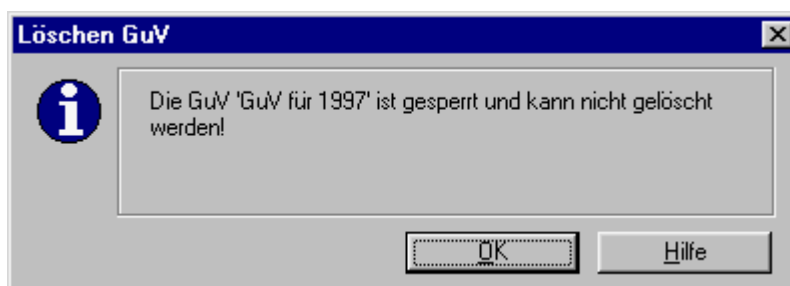 Löschen GuV
Die GuV 'GuV für 1997' ist gesperrt und kann nicht gelöscht
werden!
OK
Hilfe